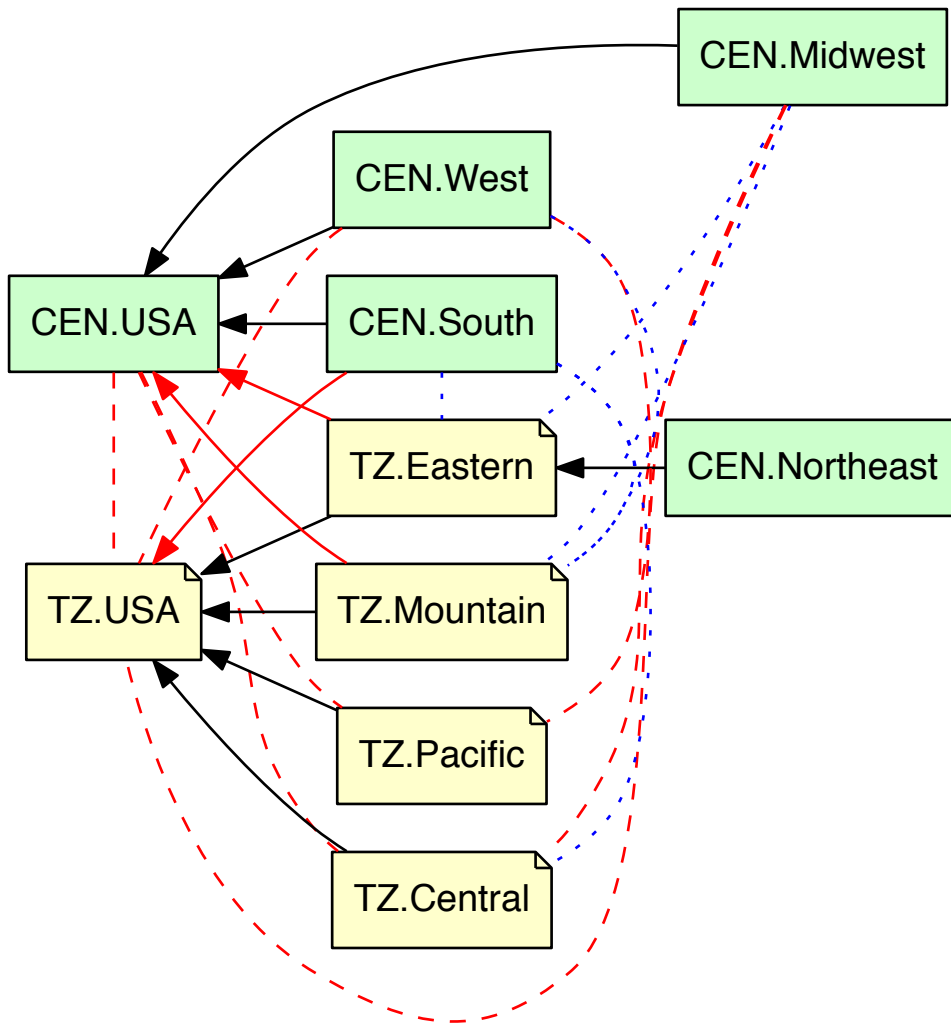 CEN.Midwest
CEN.West
CEN.USA
CEN.South
TZ.Eastern
CEN.Northeast
TZ.USA
TZ.Mountain
TZ.Pacific
TZ.Central